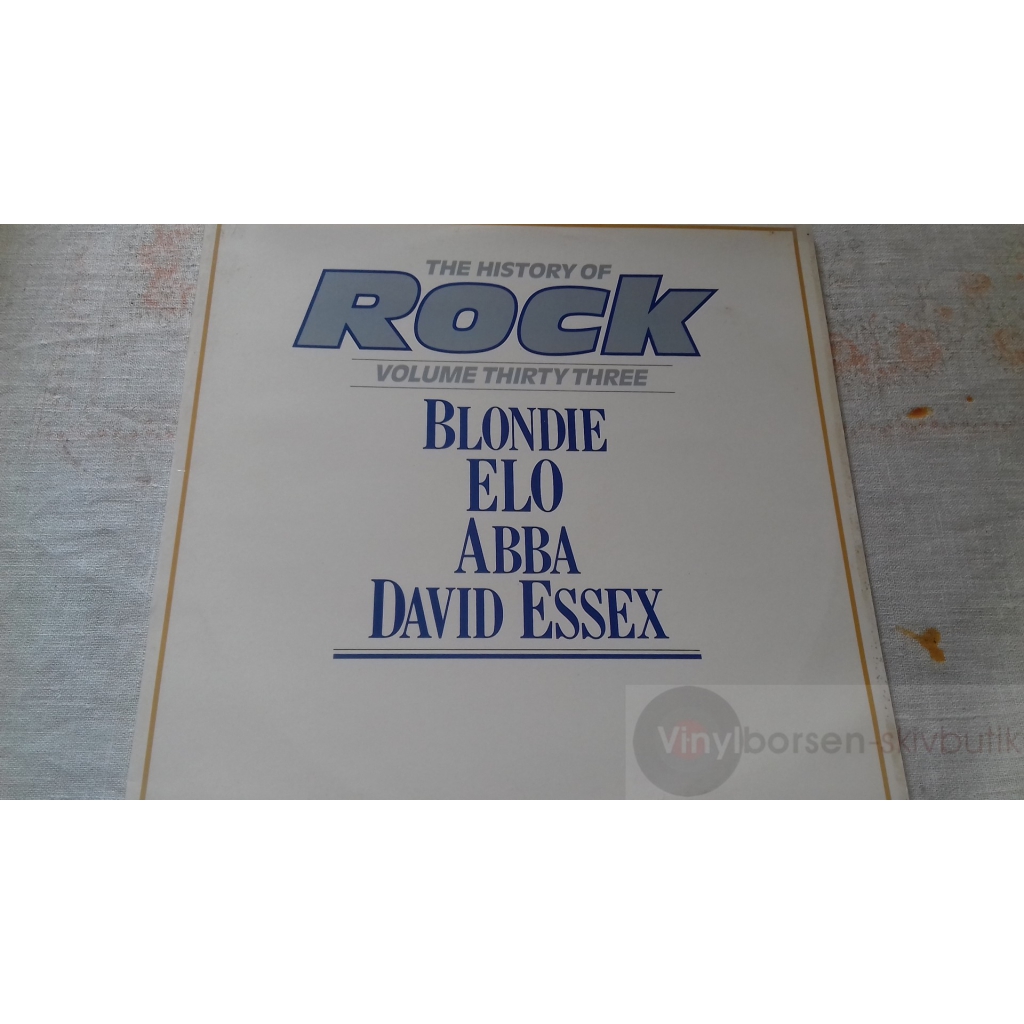 THE HISTORY OF
ROCK
VOLUME THIRTY THREE
BLONDIE
ELO
ABBA
DAVID ESSEX
Vinylborsen-skivbutik